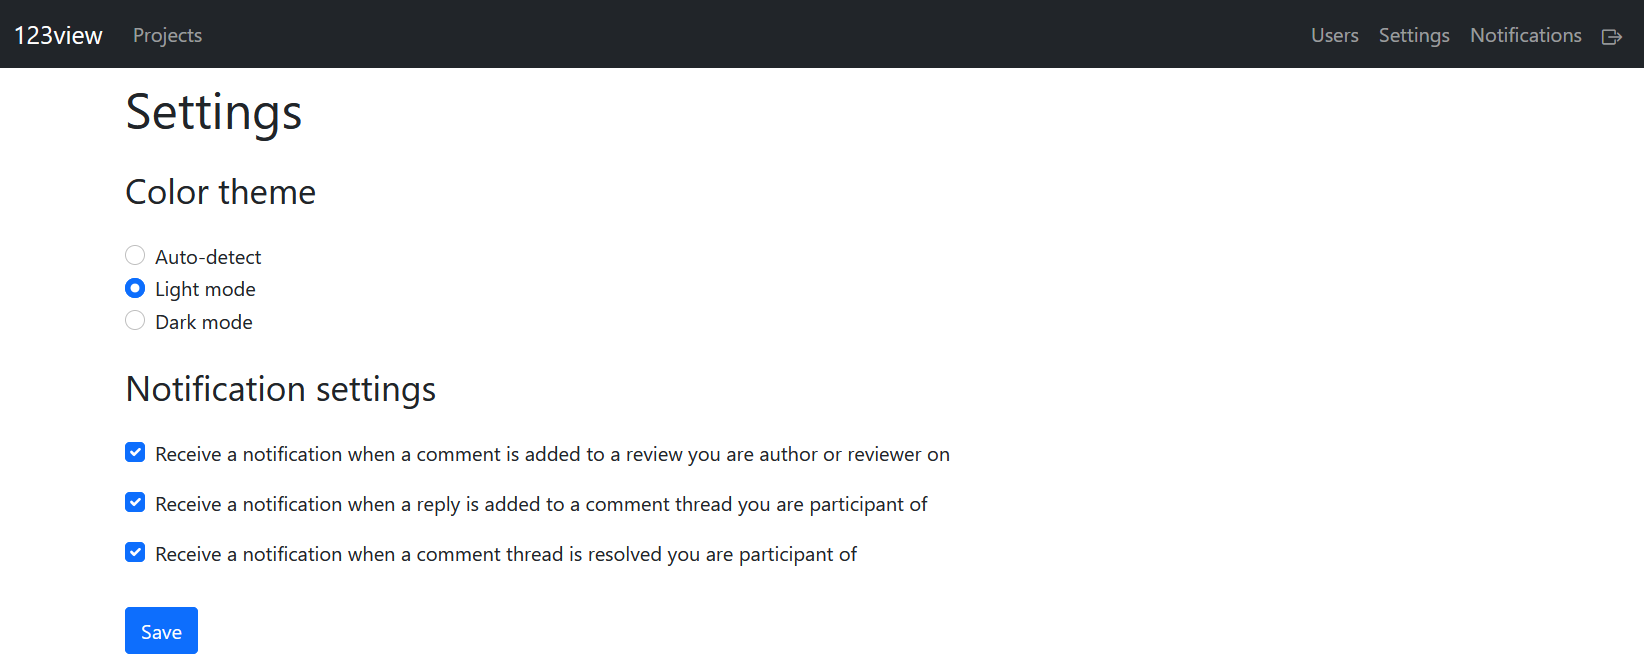 123view Projects Users Settings Notifications
Settings
Color theme
Auto-detect
Light mode
Dark mode
Notification settings
Receive a notification when a comment is added to a review you are author or reviewer on
Receive a notification when a reply is added to a comment thread you are participant of
Receive a notification when a comment thread is resolved you are participant of
Save